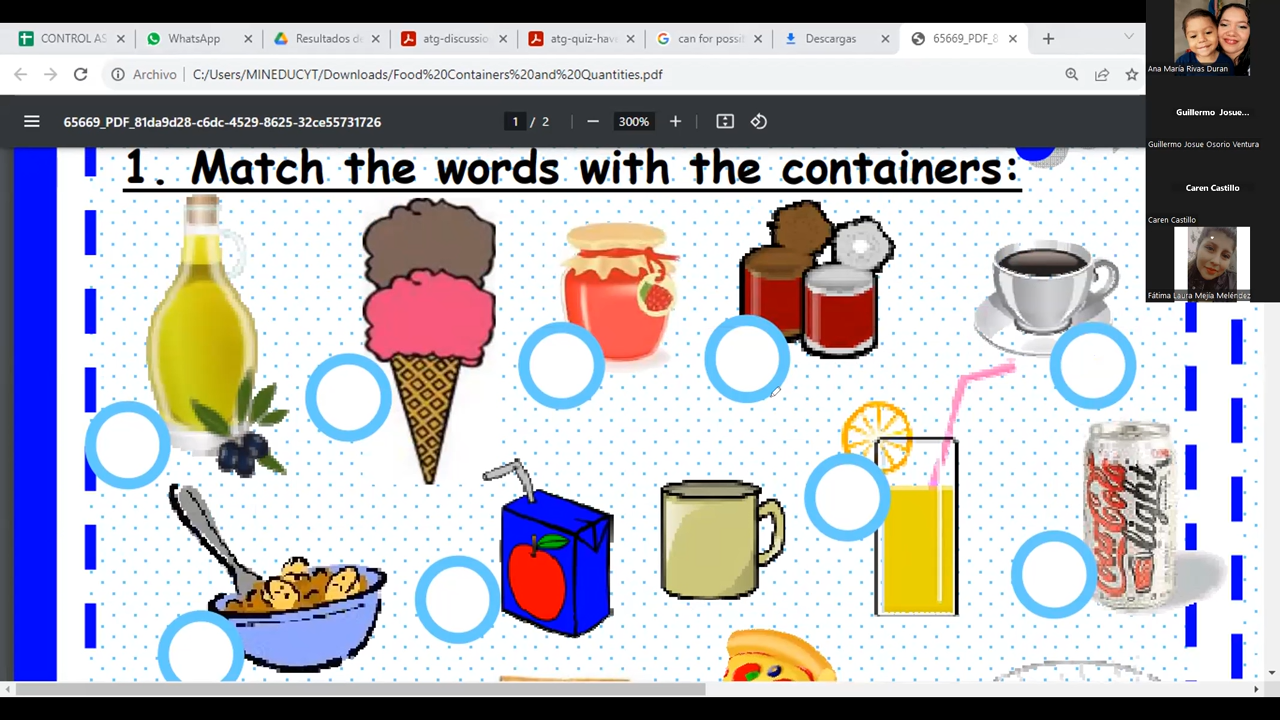 CONTROL AS
WhatsApp
Resultados de
atg-discussio
atg-quiz-hav
can for possi
Descargas
65669_PDF_8
Archivo
C:/Users/MINEDUCYT/Downloads/Food%20Containers%20and%20Quantities.pdf
65669_PDF_81da9d28-c6dc-4529-8625-32ce55731726
1 / 2
300%
1. Match the words with the containers:
Coca-Cola
light
Ana María Rivas Duran
Guillermo Josue...
Guillermo Josue Osorio Ventura
Caren Castillo
Caren Castillo
Fátima Laura Mejía Meléndez